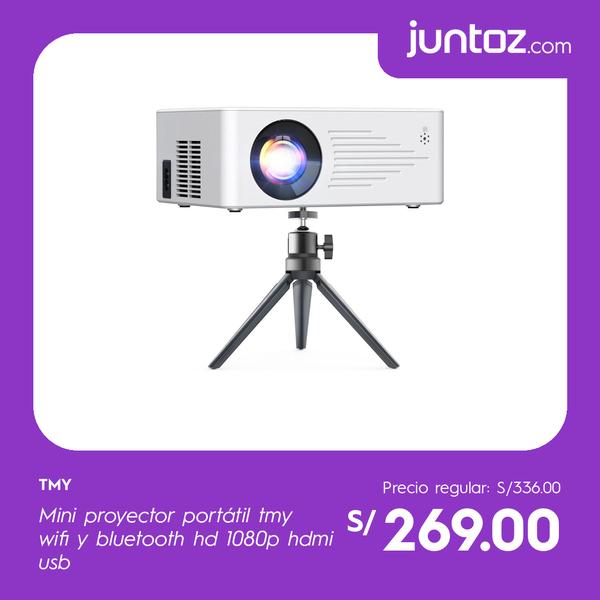 juntoz.com
TMY
Mini proyector portátil tmy
wifi y bluetooth hd 1080p hdmi
usb
Precio regular: S/336.00
S/ 269.00